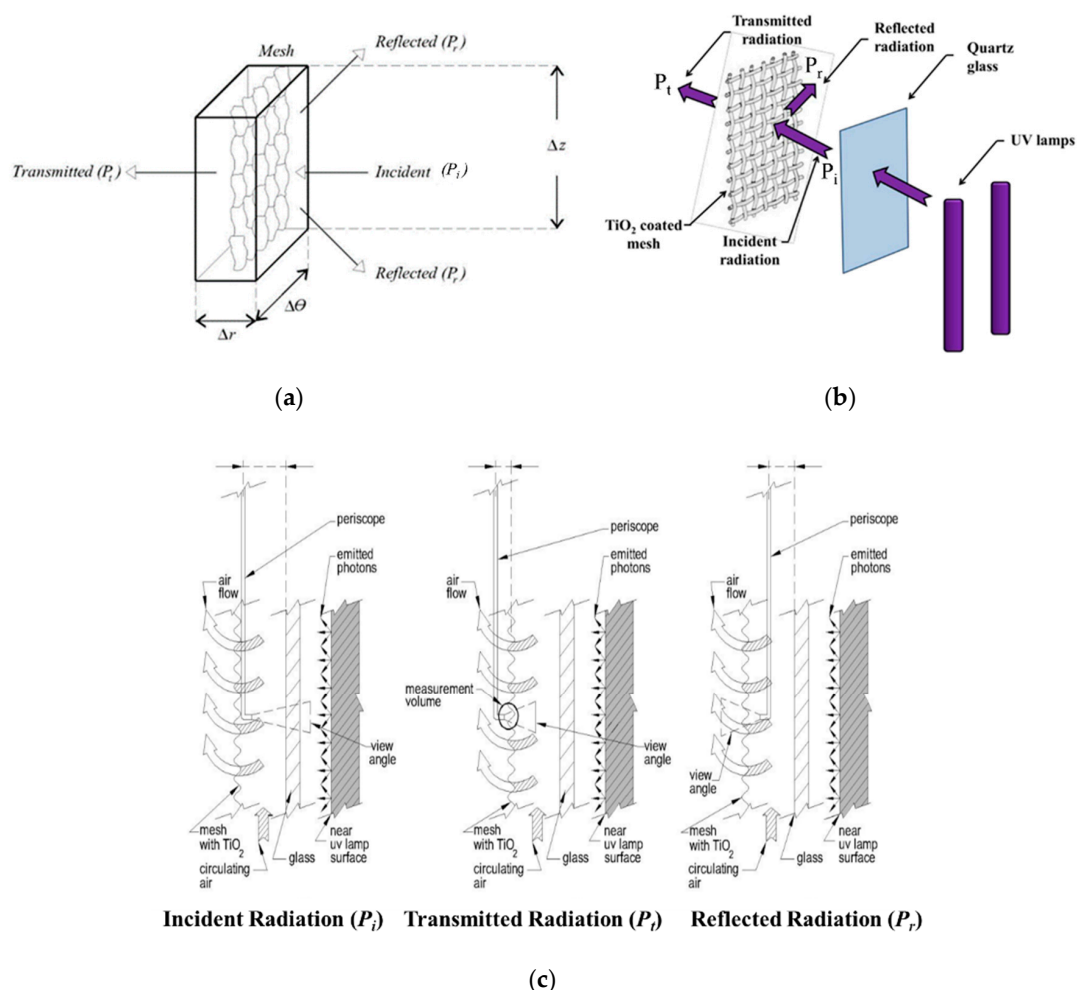 Mesh
Reflected (Pr)
Transmitted (Pt)
Incident (Pi)
Reflected (Pr)
Δz
ΔΘ
Δr
(a)
Transmitted
radiation
Reflected
radiation
Quartz
glass
Pt
Pr
Pi
UV lamps
TiO2 coated
mesh
Incident
radiation
(b)
periscope
emitted
photons
air
flow
view
angle
mesh
with TiO2
circulating
air
glass
near
uv lamp
surface
Incident Radiation (Pi)
periscope
emitted
photons
air
flow
measurement
volume
view
angle
mesh
with TiO2
circulating
air
glass
near
uv lamp
surface
Transmitted Radiation (Pt)
periscope
emitted
photons
air
flow
view
angle
mesh
with TiO2
circulating
air
glass
near
uv lamp
surface
Reflected Radiation (Pr)
(c)